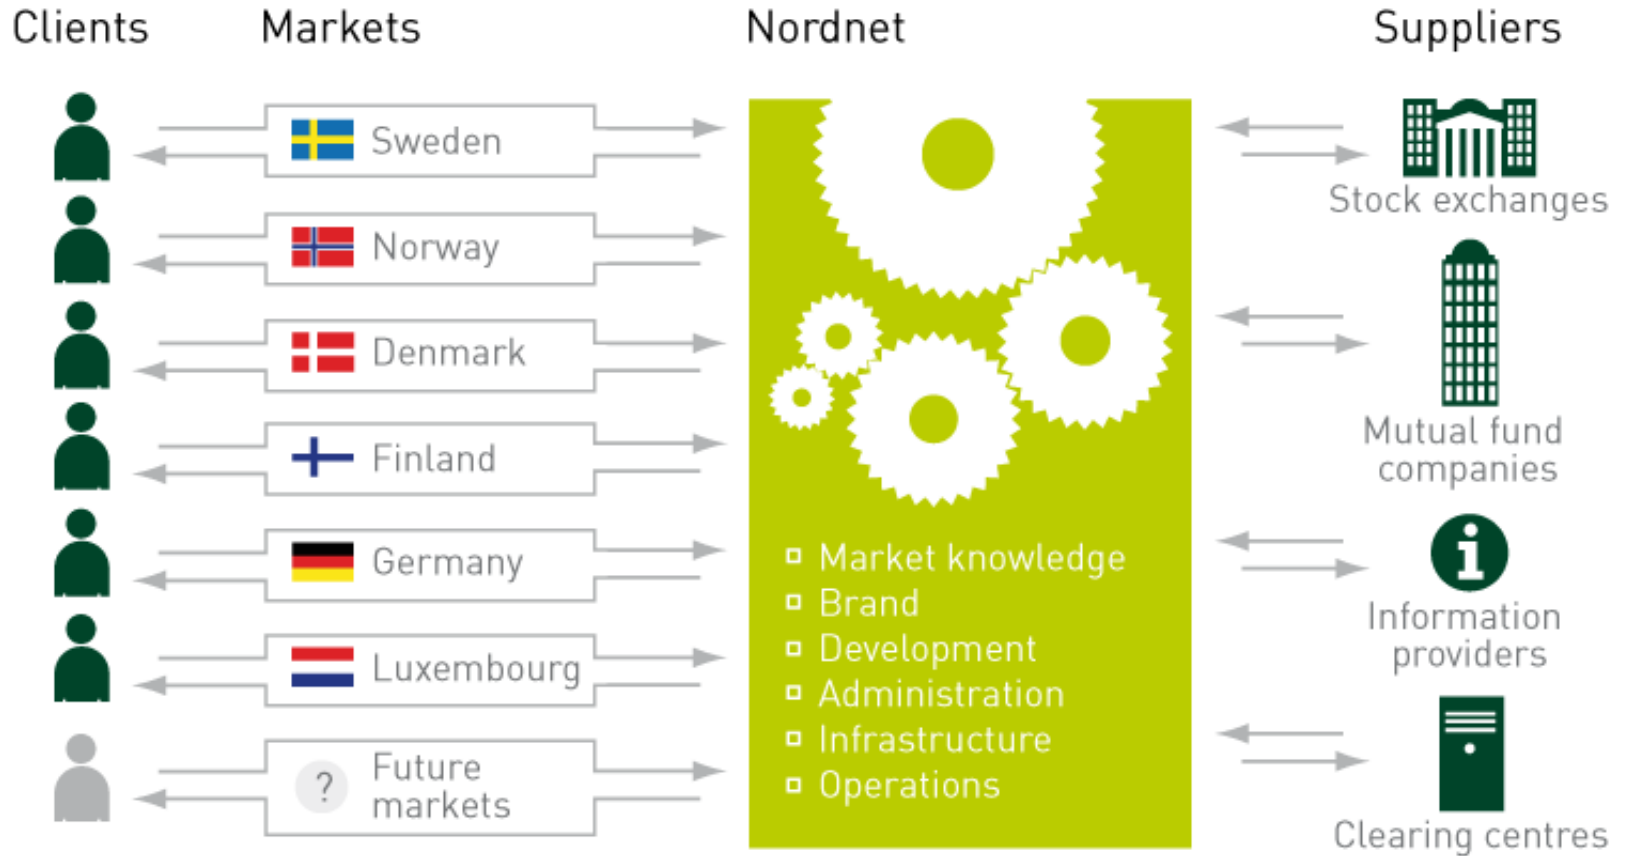 Clients
Markets
Nordnet
Suppliers
Sweden
Norway
Denmark
Finland
Germany
Luxembourg
?
Future
markets
Market knowledge
Brand
Development
Administration
Infrastructure
Operations
Stock exchanges
Mutual fund
companies
i
Information
providers
Clearing centres